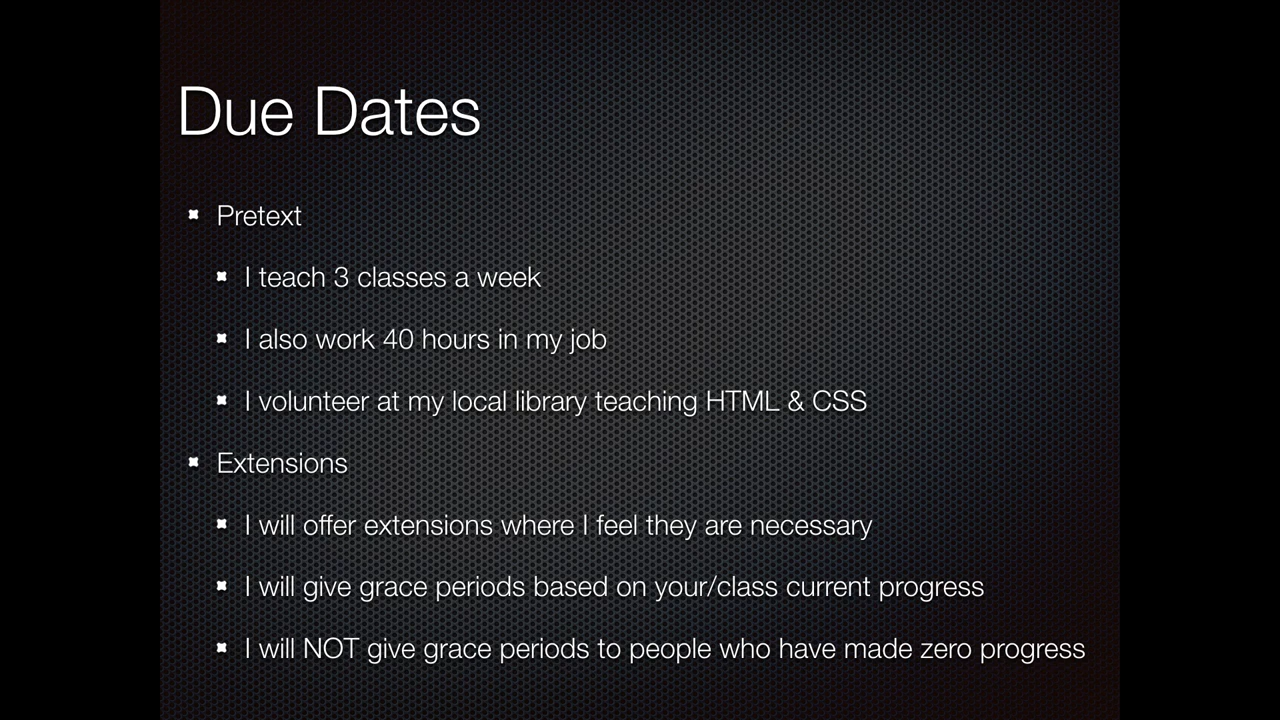 Due Dates
Pretext
I teach 3 classes a week
I also work 40 hours in my job
I volunteer at my local library teaching HTML & CSS
Extensions
I will offer extensions where I feel they are necessary
I will give grace periods based on your/class current progress
I will NOT give grace periods to people who have made zero progress